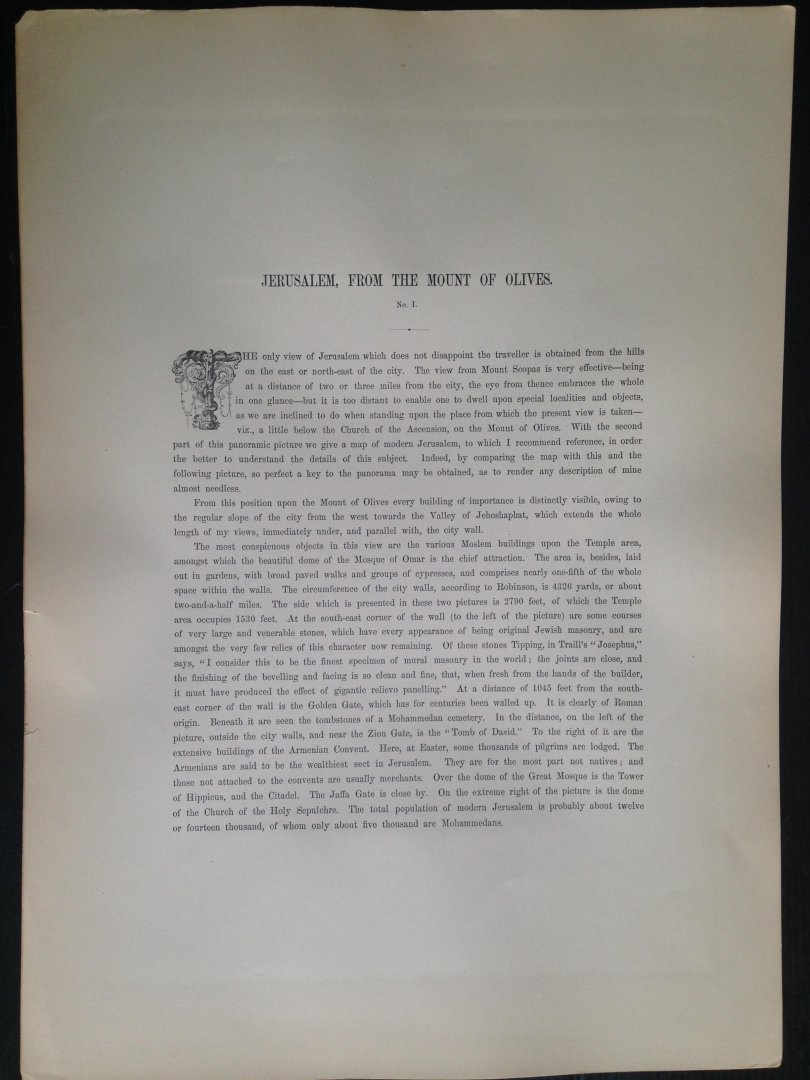 JERUSALEM, FROM THE MOUNT OF OLIVES.
No. I.
THE only view of Jerusalem which does not disappoint the traveller is obtained from the hills
on the east or north-east of the city. The view from Mount Scopas is very effective—being
at a distance of two or three miles from the city, the eye from thence embraces the whole
in one glance—but it is too distant to enable one to dwell upon special localities and objects,
as we are inclined to do when standing upon the place from which the present view is taken—
viz., a little below the Church of the Ascension, on the Mount of Olives. With the second
part of this panoramic picture we give a map of modern Jerusalem, to which I recommend reference, in order
the better to understand the details of this subject. Indeed, by comparing the map with this and the
following picture, so perfect a key to the panorama may be obtained, as to render any description of mine
almost needless.
From this position upon the Mount of Olives every building of importance is distinctly visible, owing to
the regular slope of the city from the west towards the Valley of Jehoshaphat, which extends the whole
length of my views, immediately under, and parallel with, the city wall.
The most conspicuous objects in this view are the various Moslem buildings upon the Temple area,
amongst which the beautiful dome of the Mosque of Omar is the chief attraction. The area is, besides, laid
out in gardens, with broad paved walks and groups of cypresses, and comprises nearly one-fifth of the whole
space within the walls. The circumference of the city walls, according to Robinson, is 4326 yards, or about
two-and-a-half miles. The side which is presented in these two pictures is 2790 feet, of which the Temple
area occupies 1530 feet. At the south-east corner of the wall (to the left of the picture) are some courses
of very large and venerable stones, which have every appearance of being original Jewish masonry, and are
amongst the very few relics of this character now remaining. Of these stones Tipping, in Traill's "Josephus,"
says, "I consider this to be the finest specimen of mural masonry in the world; the joints are close, and
the finishing of the bevelling and facing is so clean and fine, that, when fresh from the hands of the builder,
it must have produced the effect of gigantic relievo panelling." At a distance of 1045 feet from the south-
east corner of the wall is the Golden Gate, which has for centuries been walled up. It is clearly of Roman
origin. Beneath it are seen the tombstones of a Mohammedan cemetery. In the distance, on the left of the
picture, outside the city walls, and near the Zion Gate, is the "Tomb of David." To the right of it are the
extensive buildings of the Armenian Convent. Here, at Easter, some thousands of pilgrims are lodged. The
Armenians are said to be the wealthiest sect in Jerusalem. They are for the most part not natives; and
those not attached to the convents are usually merchants. Over the dome of the Great Mosque is the Tower
of Hippicus, and the Citadel. The Jaffa Gate is close by. On the extreme right of the picture is the dome
of the Church of the Holy Sepulchre. The total population of modern Jerusalem is probably about twelve
or fourteen thousand, of whom only about five thousand are Mohammedans.